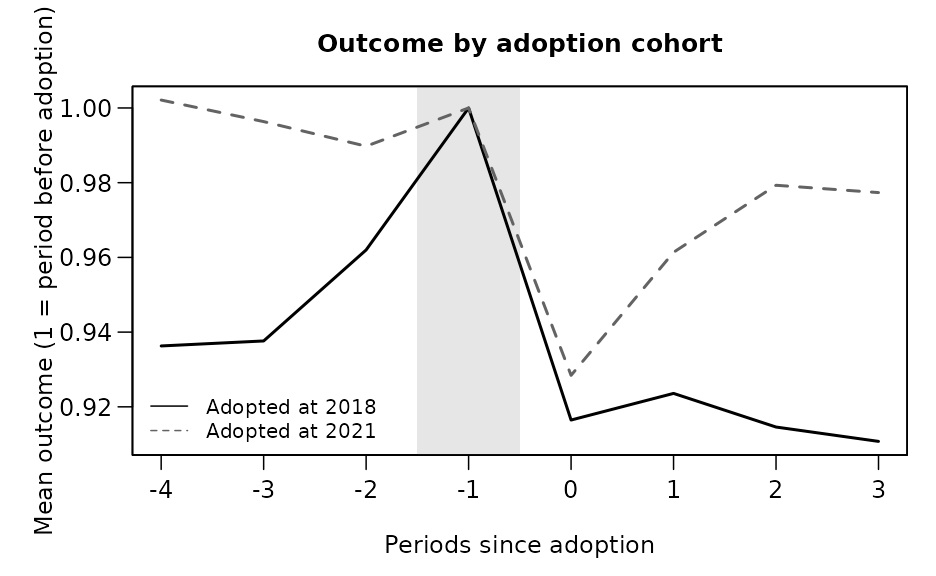 Outcome by adoption cohort
Mean outcome (1 = period before adoption)
1.00
0.98
0.96
0.94
0.92
Adopted at 2018
Adopted at 2021
-4 -3 -2 -1 0 1 2 3
Periods since adoption